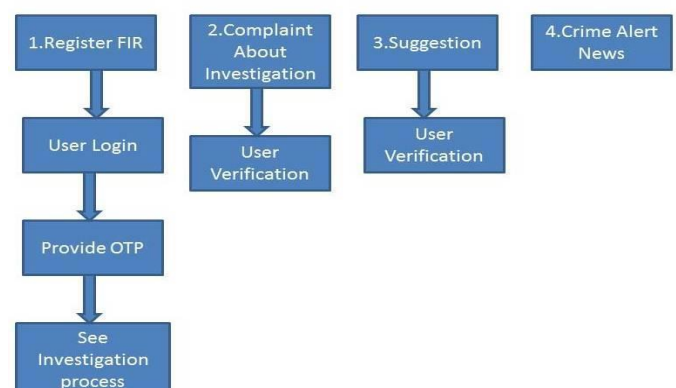 1.Register FIR
User Login
Provide OTP
See
Investigation
process
2.Complaint
About
Investigation
User
Verification
3.Suggestion
User
Verification
4.Crime Alert
News